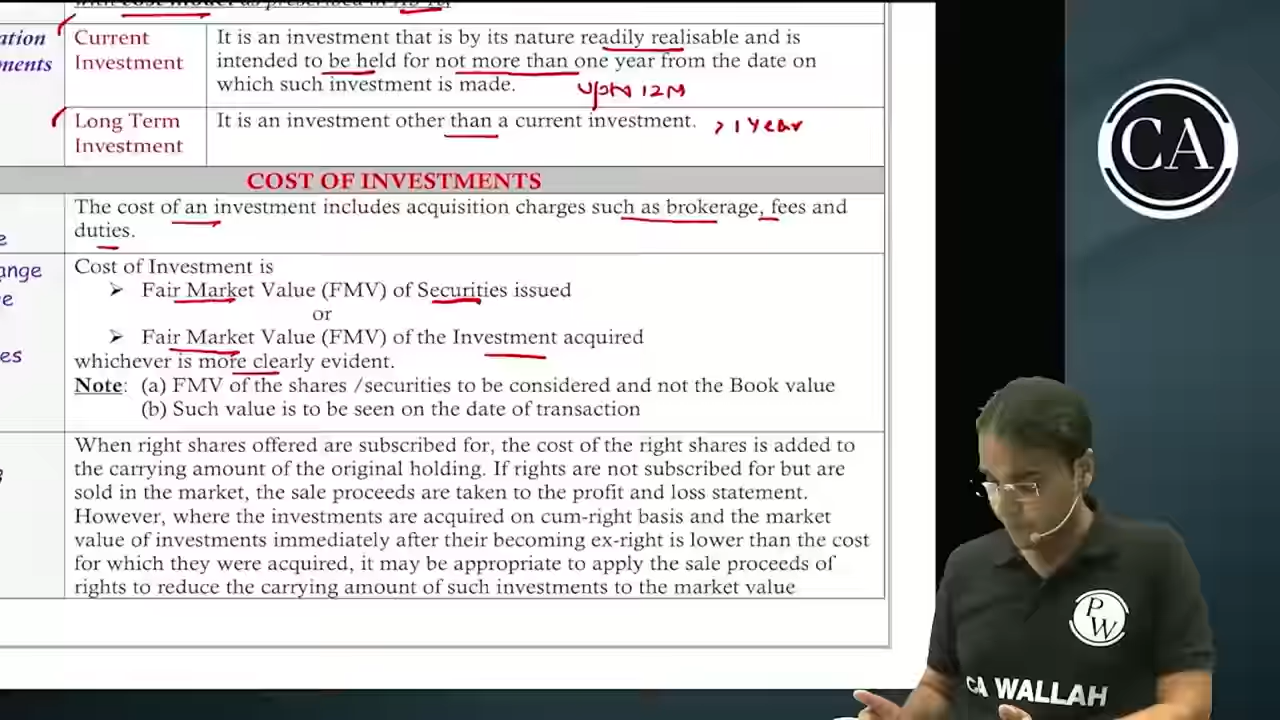 with cost model as prescribed in AS 10.
ation
ments
Current
Investment
It is an investment that is by its nature readily realisable and is
intended to be held for not more than one year from the date on
which such investment is made.
upto 12M
Long Term
Investment
It is an investment other than a current investment.
> 1 Year
COST OF INVESTMENTS
The cost of an investment includes acquisition charges such as brokerage, fees and
duties.
e
ange
e
es
Cost of Investment is
➢ Fair Market Value (FMV) of Securities issued
or
➢ Fair Market Value (FMV) of the Investment acquired
whichever is more clearly evident.
Note: (a) FMV of the shares /securities to be considered and not the Book value
(b) Such value is to be seen on the date of transaction
When right shares offered are subscribed for, the cost of the right shares is added to
the carrying amount of the original holding. If rights are not subscribed for but are
sold in the market, the sale proceeds are taken to the profit and loss statement.
However, where the investments are acquired on cum-right basis and the market
value of investments immediately after their becoming ex-right is lower than the cost
for which they were acquired, it may be appropriate to apply the sale proceeds of
rights to reduce the carrying amount of such investments to the market value
CA
P
W
CA WALLAH